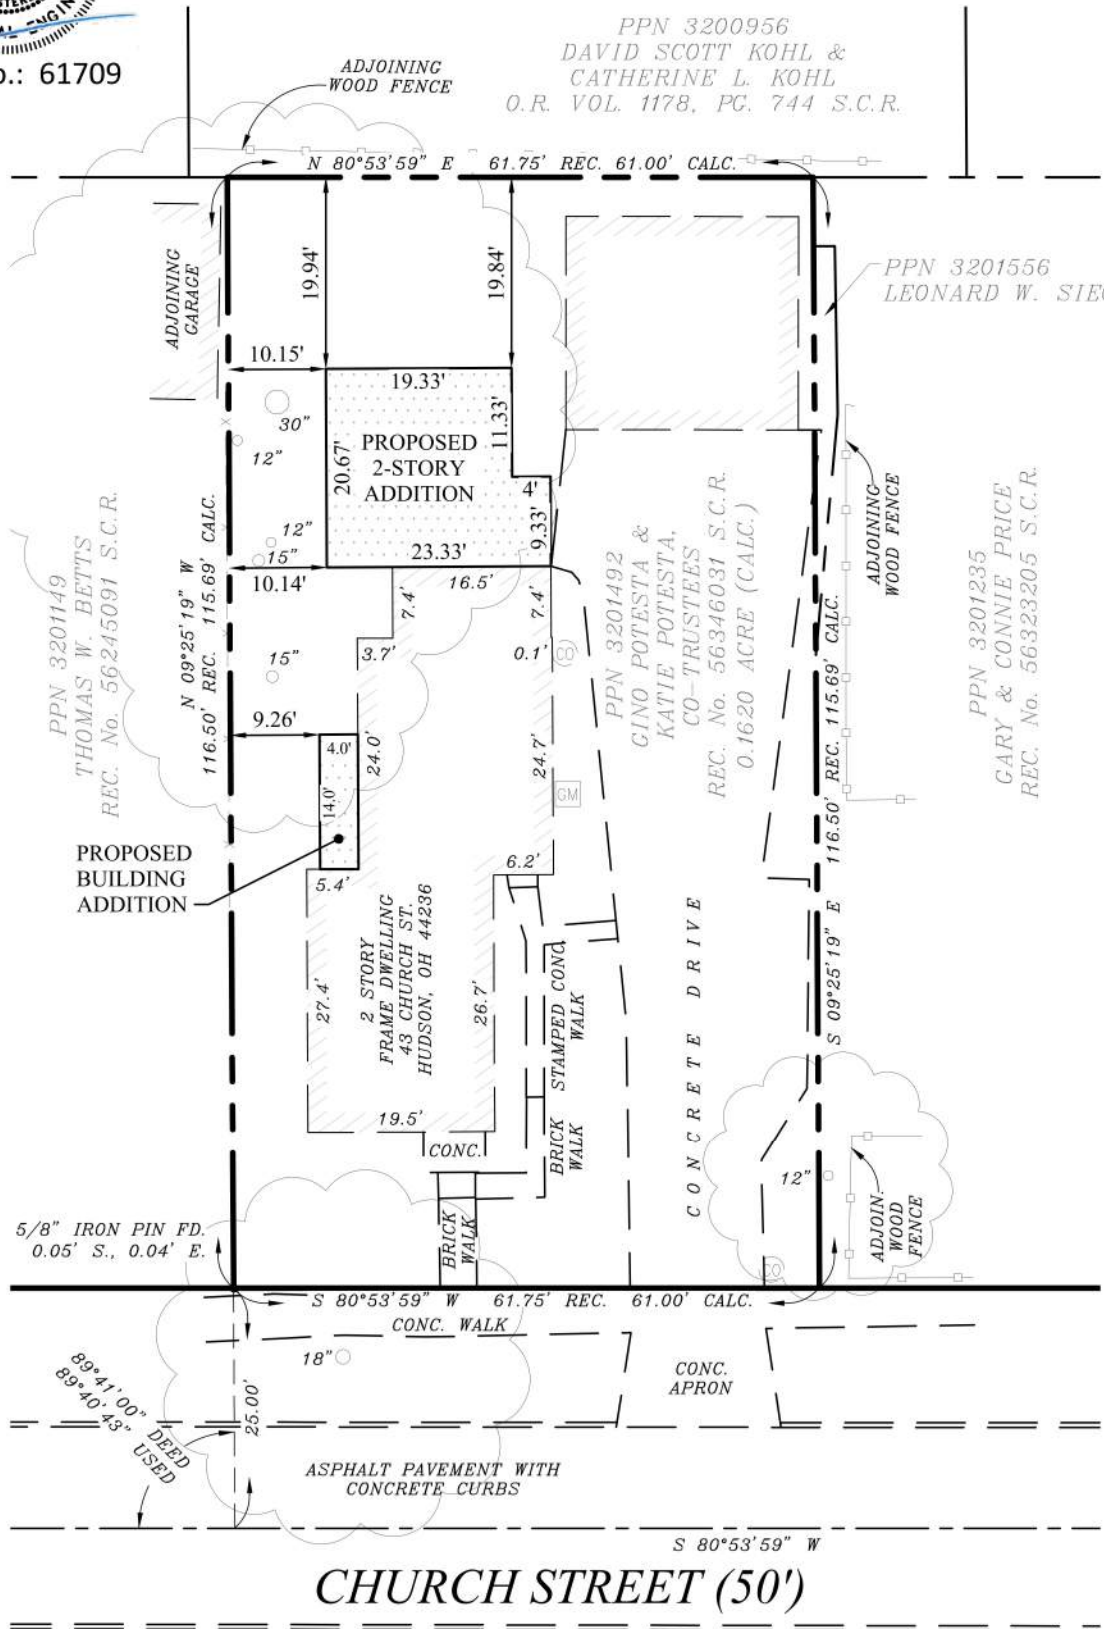 STER
AL ENGIN
o.: 61709
PPN 3200956
DAVID SCOTT KOHL &
CATHERINE L. KOHL
O.R. VOL. 1178, PG. 744 S.C.R.
ADJOINING
WOOD FENCE
N 80°53'59" E 61.75' REC. 61.00' CALC.
ADJOINING
GARAGE
19.94'
19.84'
PPN 3201556
LEONARD W. SIE
10.15'
19.33'
30"
12"
PROPOSED
2-STORY
ADDITION
20.67'
11.33'
4'
9.33'
23.33'
12"
15"
10.14'
16.5'
7.4'
7.4'
3.7'
0.1'
CO
15"
PPN 3201149
THOMAS W. BETTS
REC. No. 56245091 S.C.R.
N 09°25'19" W
116.50' REC. 115.69' CALC.
PPN 3201492
GINO POTESTA &
KATIE POTESTA,
CO-TRUSTEES
REC. No. 56346031 S.C.R.
0.1620 ACRE (CALC.)
ADJOINING
WOOD FENCE
PPN 3201235
GARY & CONNIE PRICE
REC. No. 56323205 S.C.R.
S 09°25'19" E 116.50' REC. 115.69' CALC.
9.26'
4.0'
14.0'
24.0'
24.7'
GM
PROPOSED
BUILDING
ADDITION
5.4'
6.2'
27.4'
2 STORY
FRAME DWELLING
43 CHURCH ST.
HUDSON, OH 44236
26.7'
STAMPED CONC.
WALK
CONCRETE DRIVE
19.5'
CONC.
BRICK
WALK
BRICK
WALK
12"
ADJOIN.
WOOD
FENCE
CO
5/8" IRON PIN FD.
0.05' S., 0.04' E.
S 80°53'59" W 61.75' REC. 61.00' CALC.
CONC. WALK
18"
CONC.
APRON
89°41'00" DEED
89°40'43" USED
25.00'
ASPHALT PAVEMENT WITH
CONCRETE CURBS
S 80°53'59" W
CHURCH STREET (50')